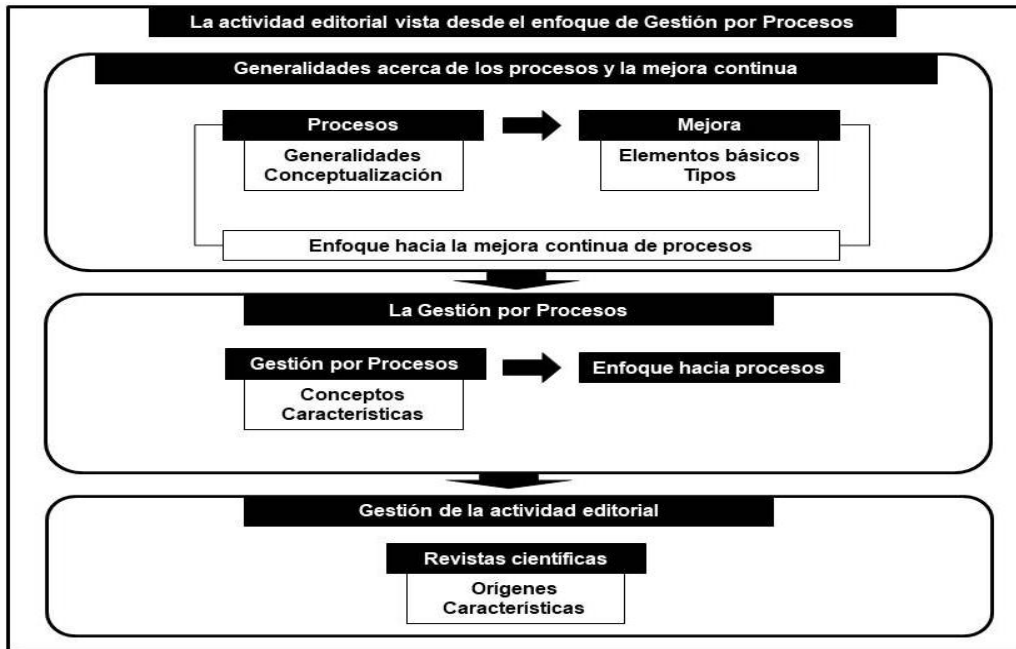 La actividad editorial vista desde el enfoque de Gestión por Procesos
Generalidades acerca de los procesos y la mejora continua
Procesos
Generalidades
Conceptualización
Mejora
Elementos básicos
Tipos
Enfoque hacia la mejora continua de procesos
La Gestión por Procesos
Gestión por Procesos
Conceptos
Características
Enfoque hacia procesos
Gestión de la actividad editorial
Revistas científicas
Orígenes
Características